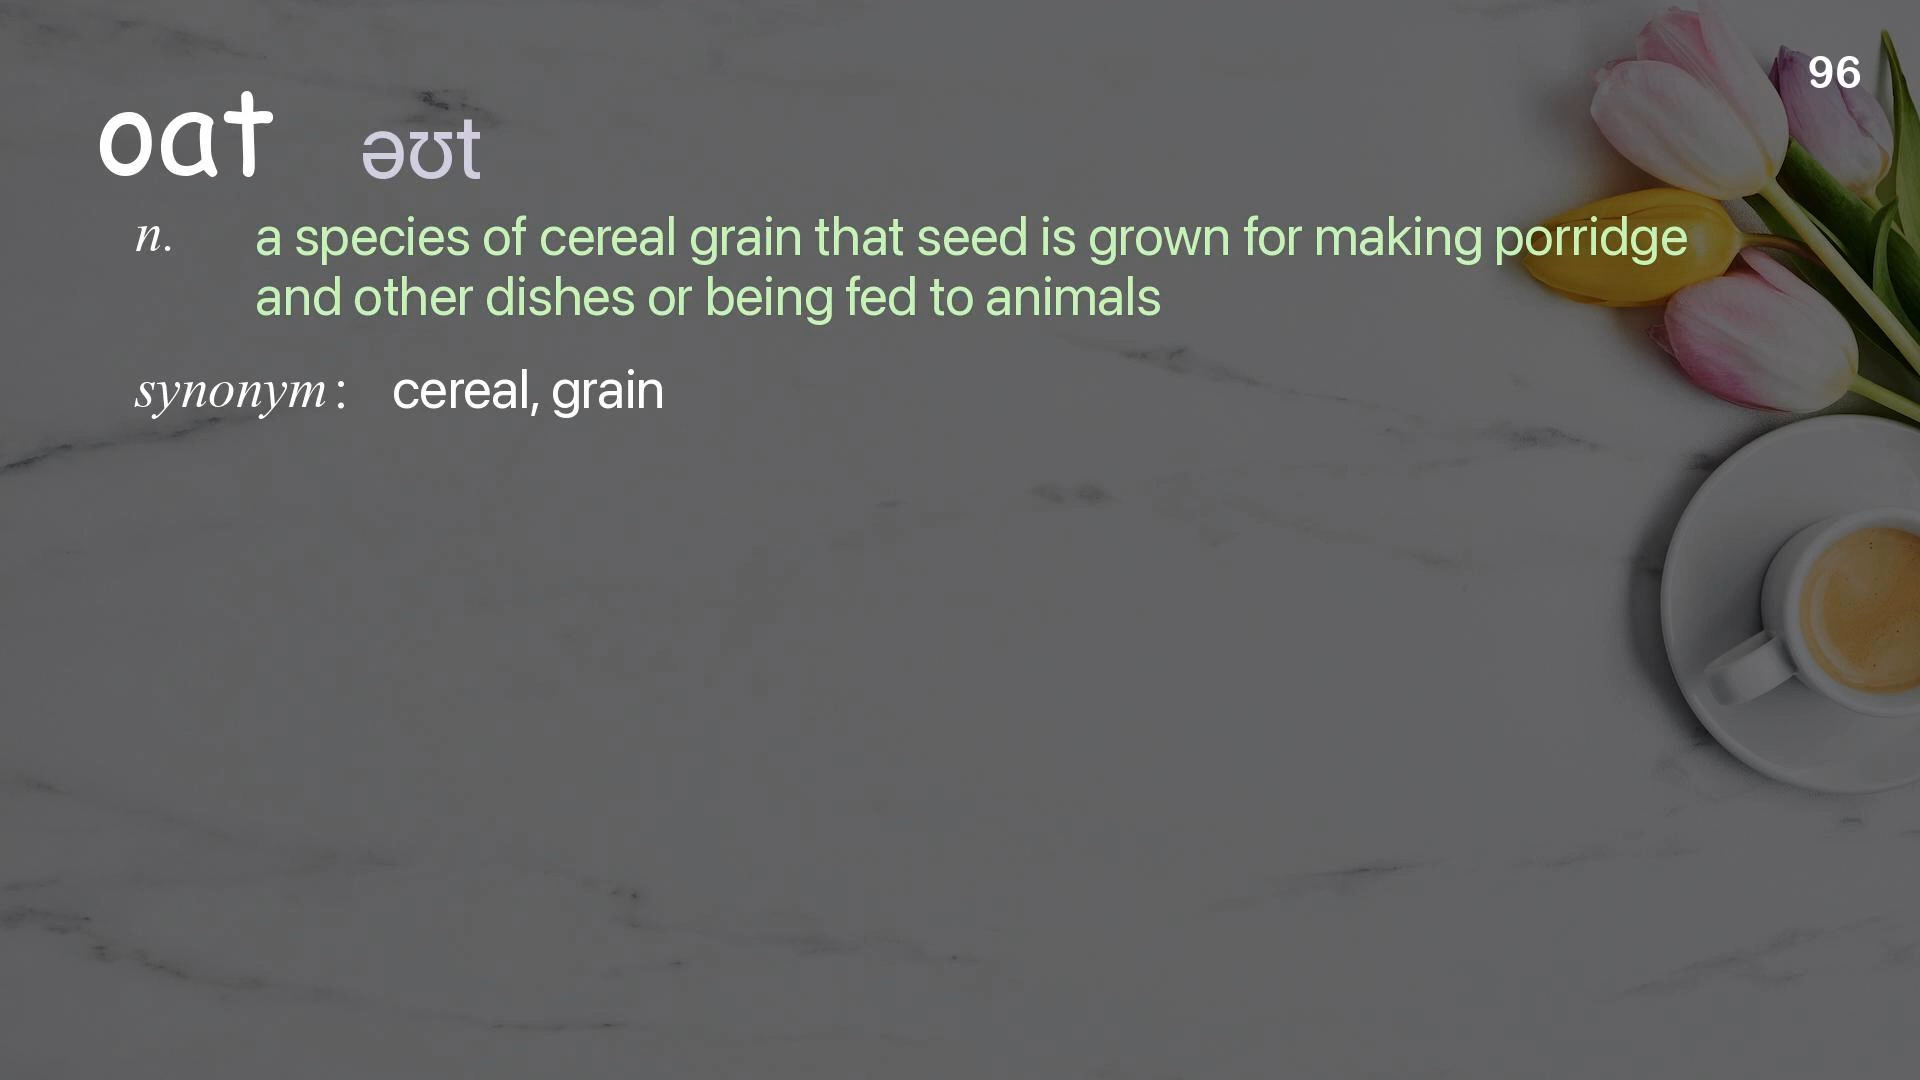 96
oat əʊt
n. a species of cereal grain that seed is grown for making porridge
and other dishes or being fed to animals
synonym: cereal, grain